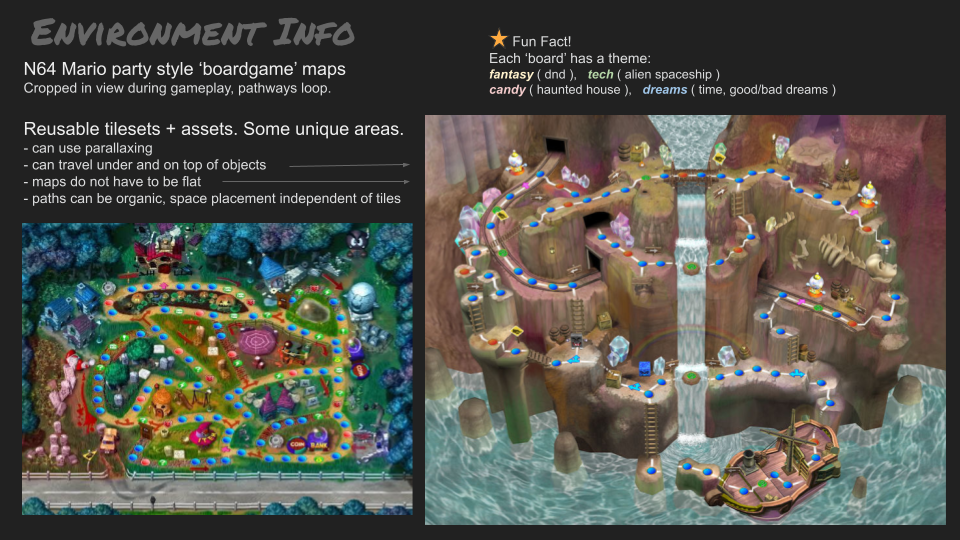 Environment Info
N64 Mario party style ‘boardgame’ maps
Cropped in view during gameplay, pathways loop.
Reusable tilesets + assets. Some unique areas.
- can use parallaxing
- can travel under and on top of objects
- maps do not have to be flat
- paths can be organic, space placement independent of tiles
Fun Fact!
Each ‘board’ has a theme:
fantasy ( dnd ),   tech ( alien spaceship )
candy ( haunted house ),   dreams ( time, good/bad dreams )
COIN
BANK